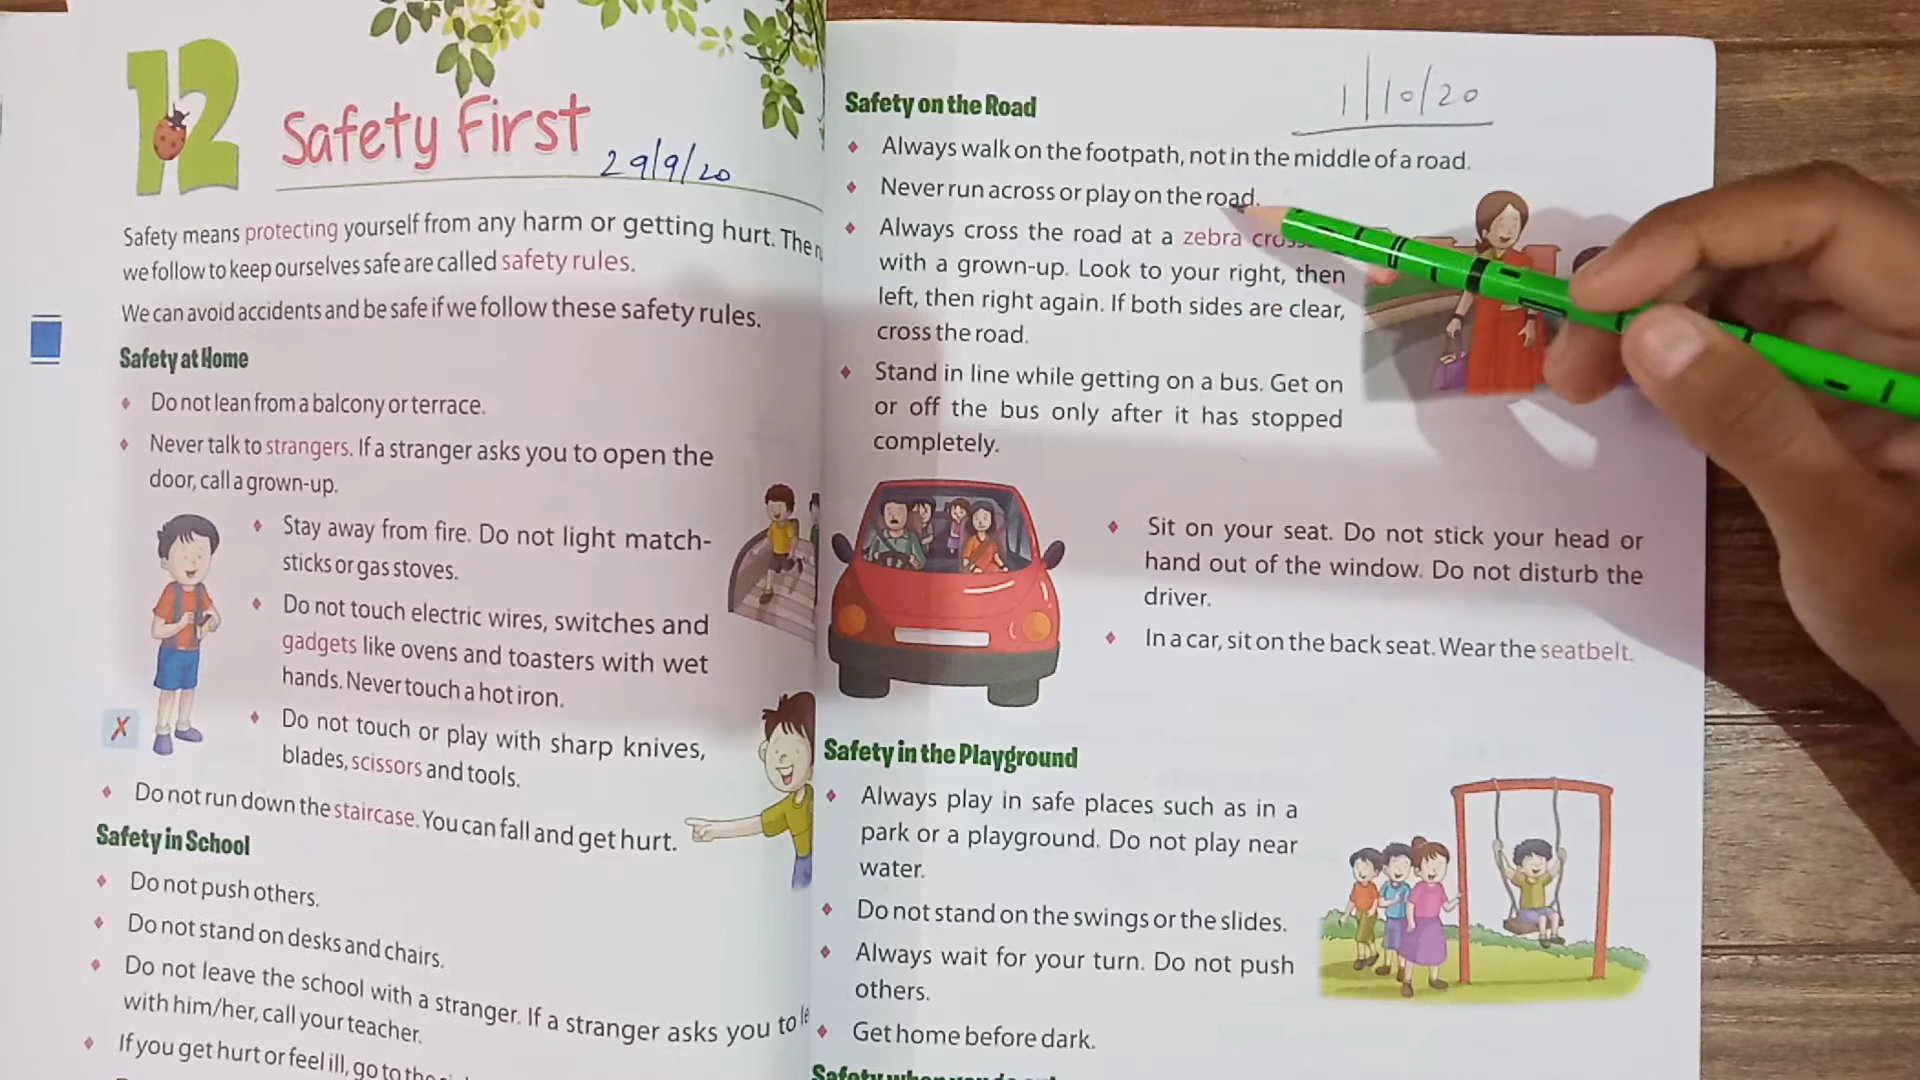 12
Safety First
29/9/20
Safety means protecting yourself from any harm or getting hurt. The
we follow to keep ourselves safe are called safety rules.
We can avoid accidents and be safe if we follow these safety rules.
Safety at Home
Do not lean from a balcony or terrace.
Never talk to strangers. If a stranger asks you to open the
door, call a grown-up.
Stay away from fire. Do not light match-
sticks or gas stoves.
Do not touch electric wires, switches and
gadgets like ovens and toasters with wet
hands. Never touch a hot iron.
Do not touch or play with sharp knives,
blades, scissors and tools.
X
Do not run down the staircase. You can fall and get hurt.
Safety in School
Do not push others.
Do not stand on desks and chairs.
Do not leave the school with a stranger. If a stranger asks you to
with him/her, call your teacher.
If you get hurt or feel ill, go to the
1/10/20
Safety on the Road
Always walk on the footpath, not in the middle of a road.
Never run across or play on the road.
Always cross the road at a zebra
with a grown-up. Look to your right, then
left, then right again. If both sides are clear,
cross the road.
Stand in line while getting on a bus. Get on
or off the bus only after it has stopped
completely.
Sit on your seat. Do not stick your head or
hand out of the window. Do not disturb the
driver.
In a car, sit on the back seat. Wear the seatbelt.
Safety in the Playground
Always play in safe places such as in a
park or a playground. Do not play near
water.
Do not stand on the swings or the slides.
Always wait for your turn. Do not push
others.
Get home before dark.
Safety when you